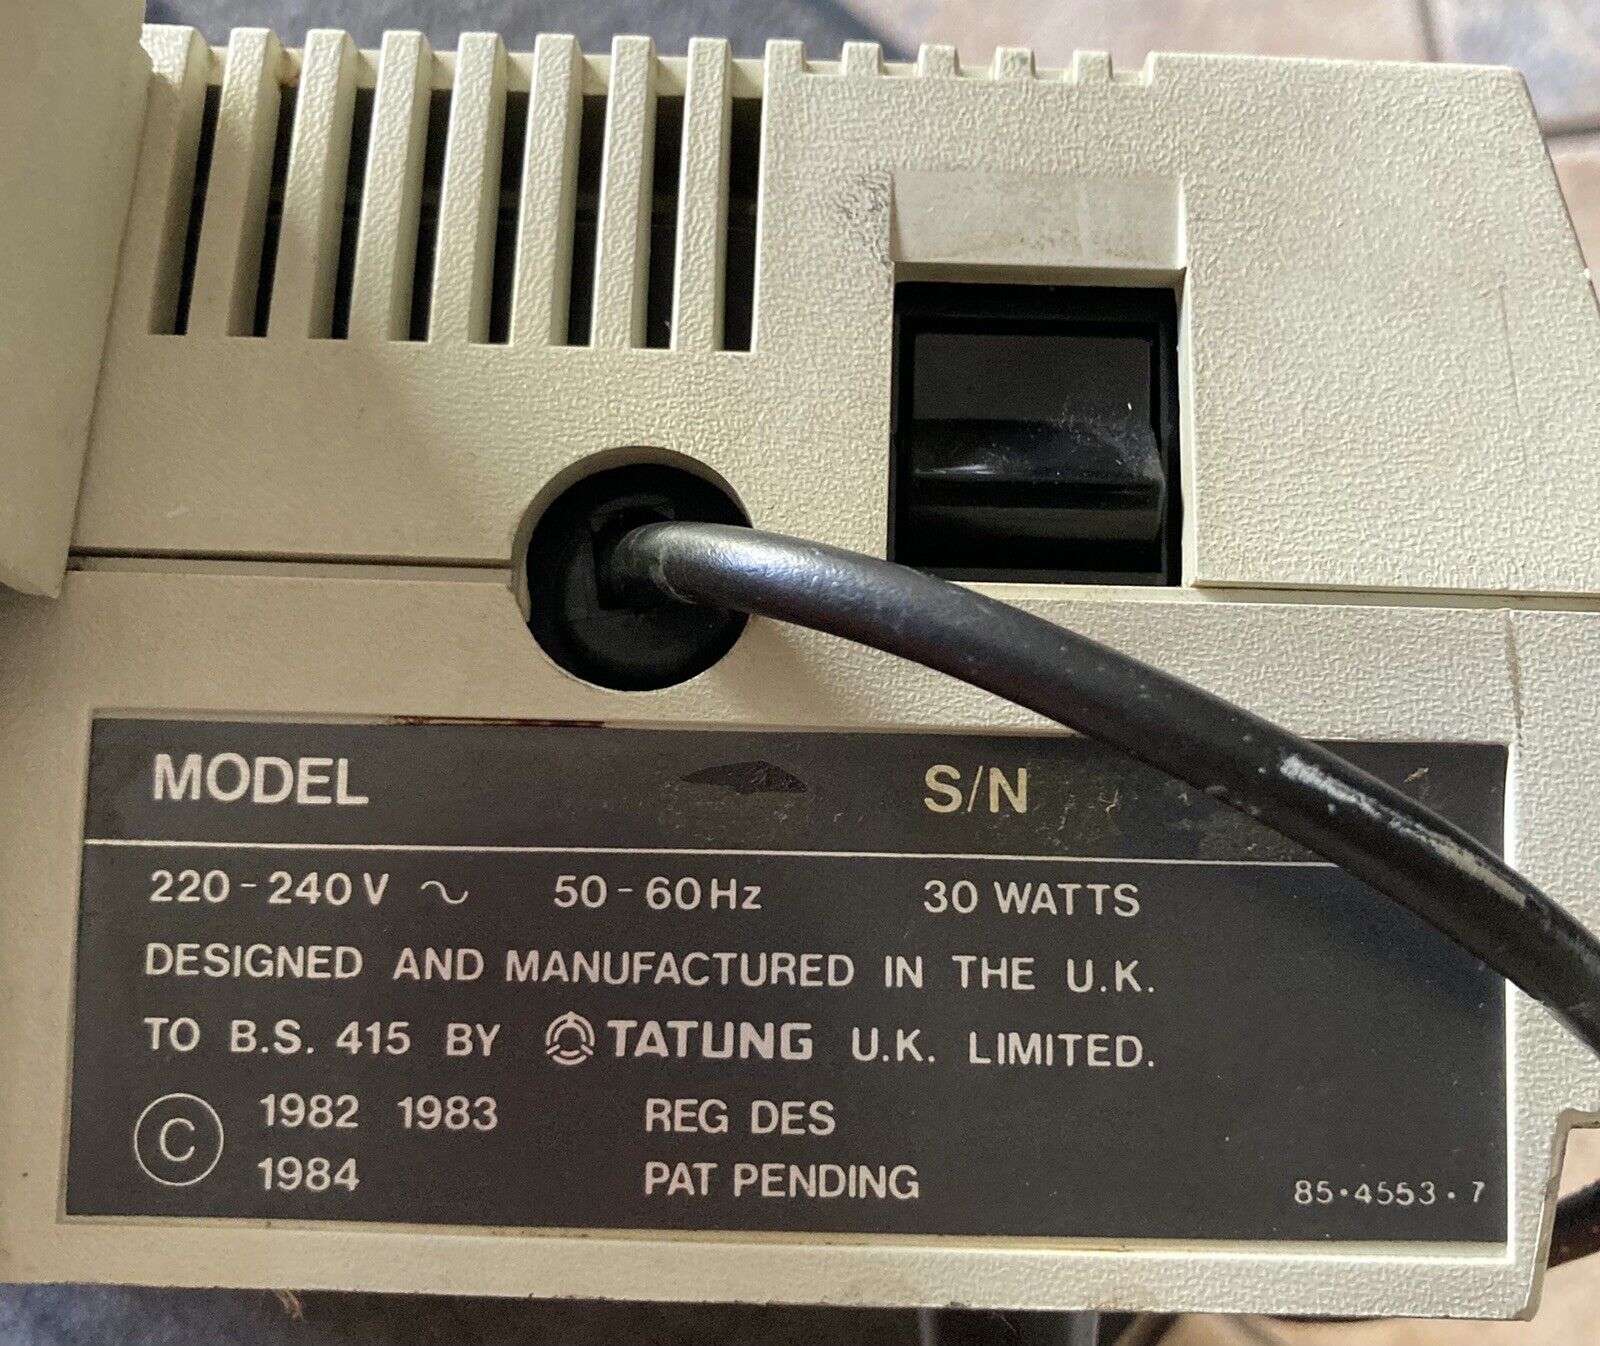 MODEL S/N
220-240V ~ 50-60Hz 30 WATTS
DESIGNED AND MANUFACTURED IN THE U.K.
TO B.S. 415 BY TATUNG U.K. LIMITED.
© 1982 1983 REG DES
1984 PAT PENDING
85·4553·7